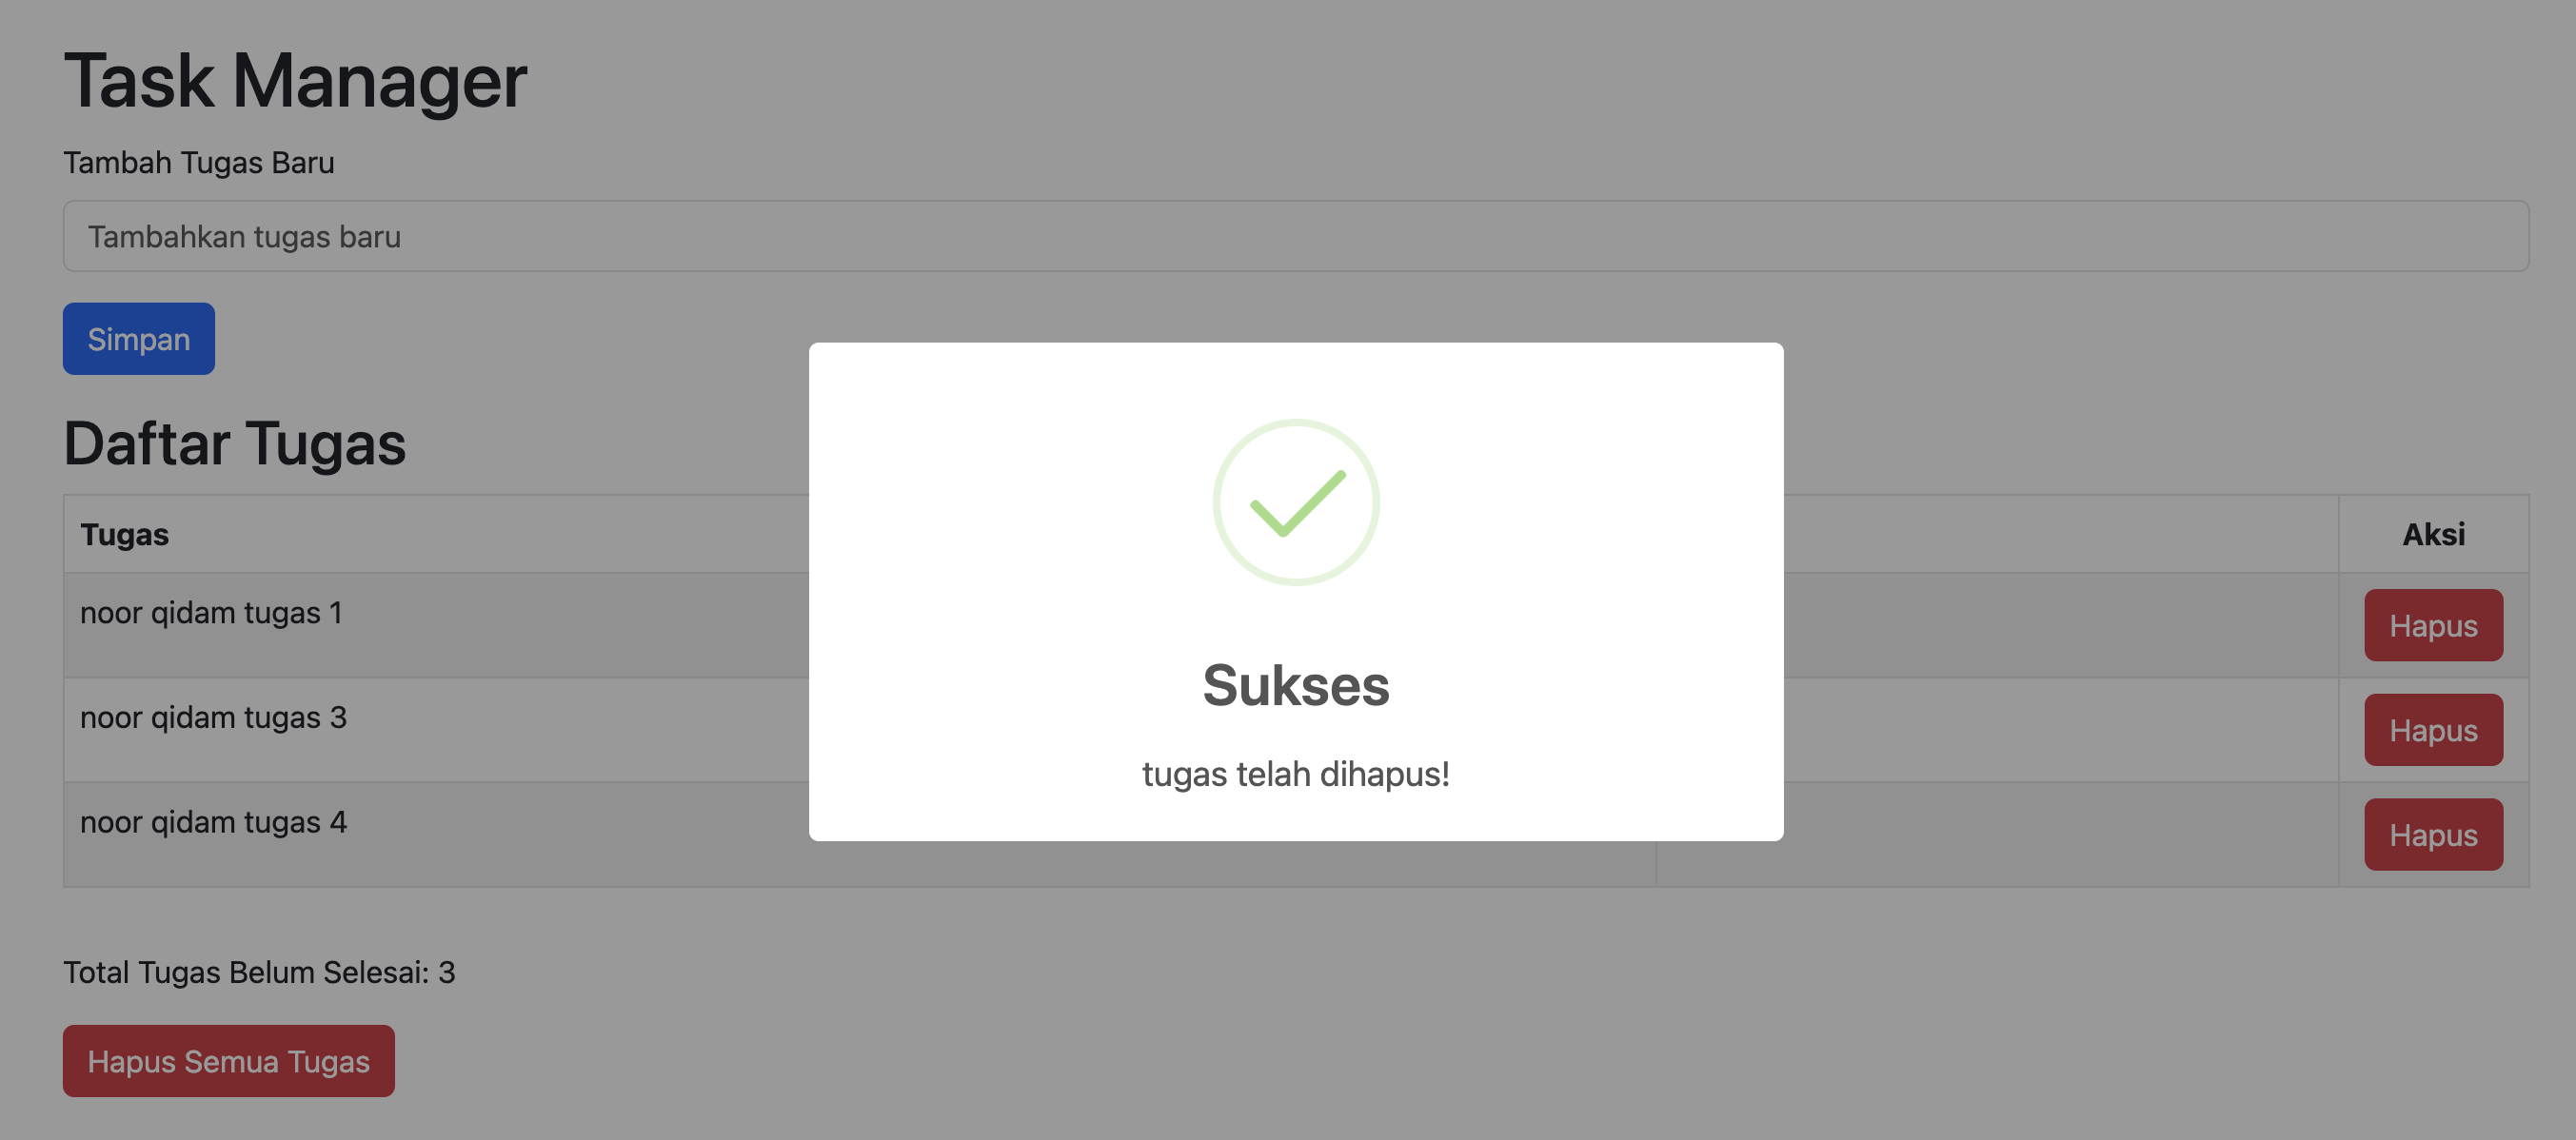 Task Manager
Tambah Tugas Baru
Tambahkan tugas baru
Simpan
Daftar Tugas
Tugas
Aksi
noor qidam tugas 1
Hapus
noor qidam tugas 3
Hapus
noor qidam tugas 4
Hapus
Sukses
tugas telah dihapus!
Total Tugas Belum Selesai: 3
Hapus Semua Tugas